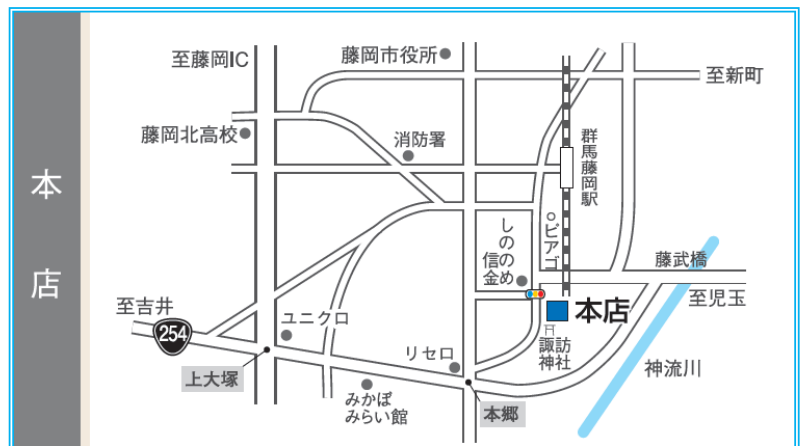 本店
至藤岡IC
藤岡市役所
至新町
藤岡北高校
消防署
群馬藤岡駅
しののめ
信金
ピアゴ
藤武橋
至児玉
至吉井
254
ユニクロ
本店
諏訪
神社
リセロ
上大塚
神流川
みかぼ
みらい館
本郷